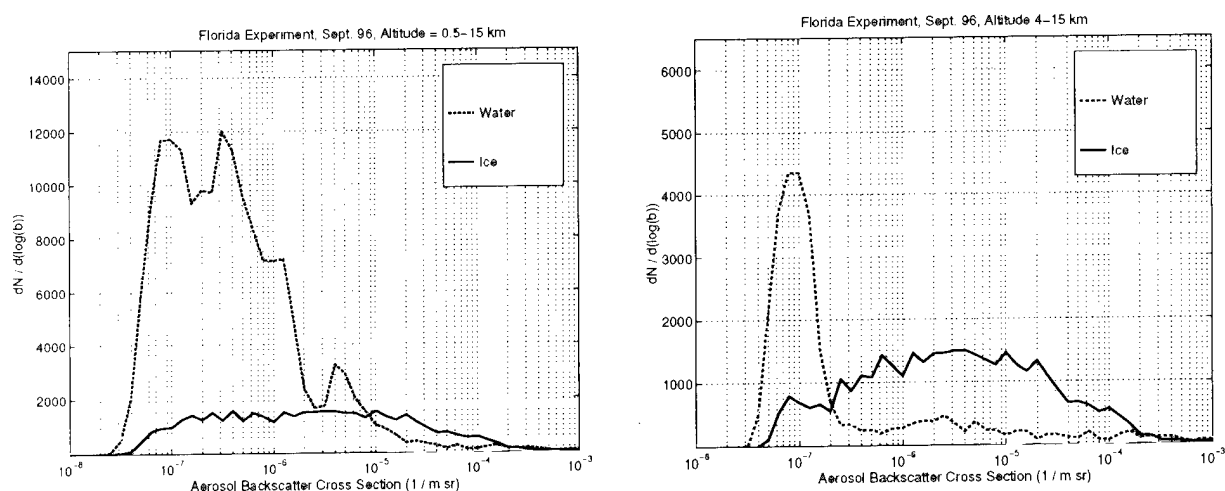 Florida Experiment, Sept. 96, Altitude = 0.5–15 km
14000
12000
10000
8000
6000
4000
2000
dN / d(log(b))
Water
Ice
10^-8
10^-7
10^-6
10^-5
10^-4
10^-3
Aerosol Backscatter Cross Section (1 / m sr)
Florida Experiment, Sept. 96, Altitude 4–15 km
6000
5000
4000
3000
2000
1000
dN / d(log(b))
Water
Ice
10^-8
10^-7
10^-6
10^-5
10^-4
10^-3
Aerosol Backscatter Cross Section (1 / m sr)